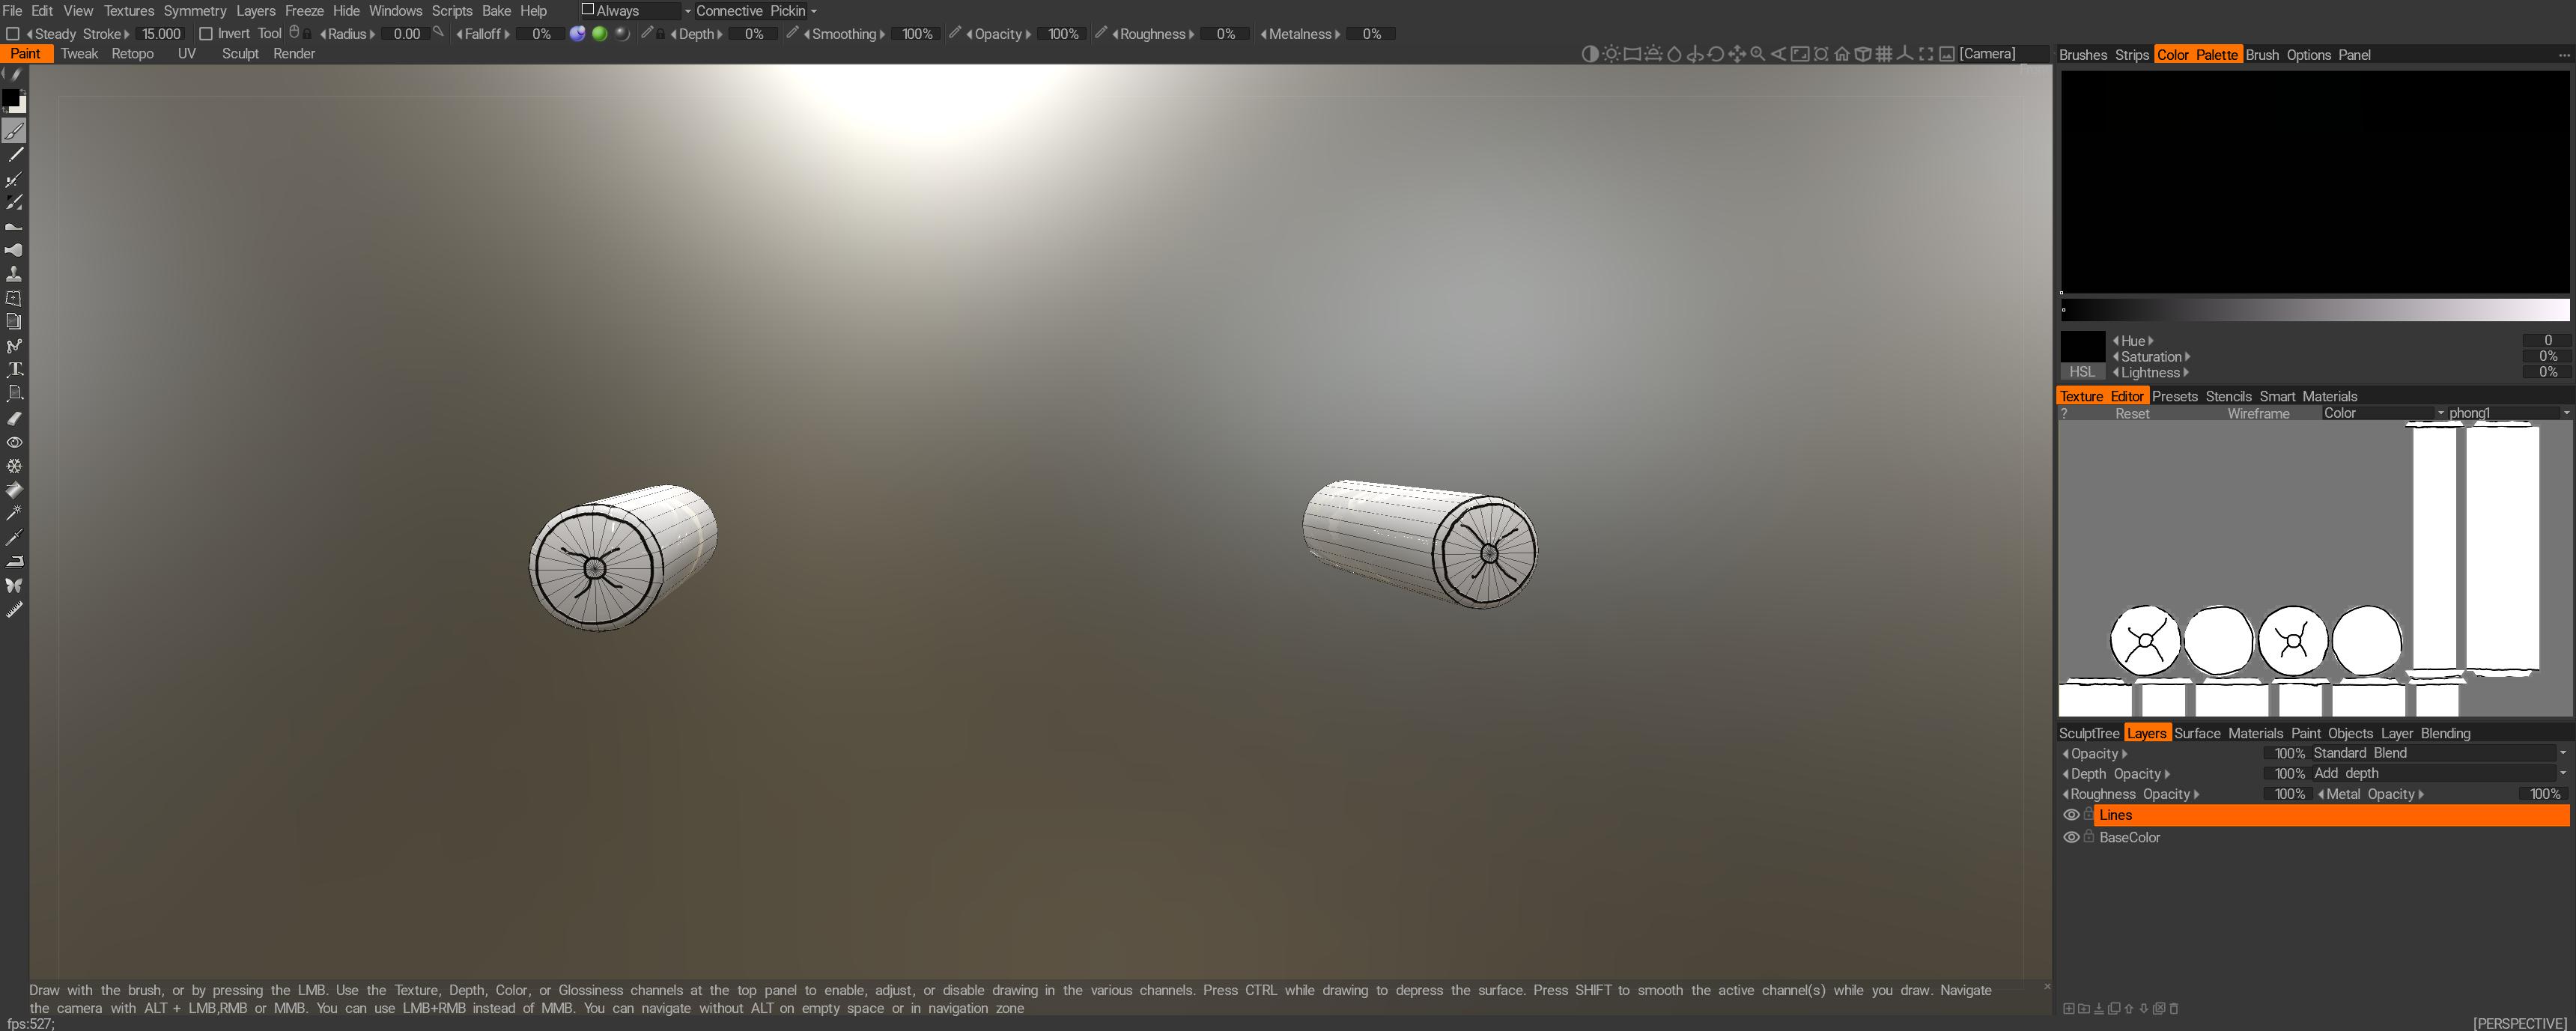 File Edit View Textures Symmetry Layers Freeze Hide Windows Scripts Bake Help Always Connective Pickin
Steady Stroke 15.000 Invert Tool Radius 0.00 Falloff 0% Depth 0% Smoothing 100% Opacity 100% Roughness 0% Metalness 0%
Paint Tweak Retopo UV Sculpt Render [Camera]
Brushes Strips Color Palette Brush Options Panel
Hue 0
Saturation 0%
HSL Lightness 0%
Texture Editor Presets Stencils Smart Materials
? Reset Wireframe Color phong1
SculptTree Layers Surface Materials Paint Objects Layer Blending
Opacity 100% Standard Blend
Depth Opacity 100% Add depth
Roughness Opacity 100% Metal Opacity 100%
Lines
BaseColor
Draw with the brush, or by pressing the LMB. Use the Texture, Depth, Color, or Glossiness channels at the top panel to enable, adjust, or disable drawing in the various channels. Press CTRL while drawing to depress the surface. Press SHIFT to smooth the active channel(s) while you draw. Navigate
the camera with ALT + LMB,RMB or MMB. You can use LMB+RMB instead of MMB. You can navigate without ALT on empty space or in navigation zone
fps:527;
[PERSPECTIVE]